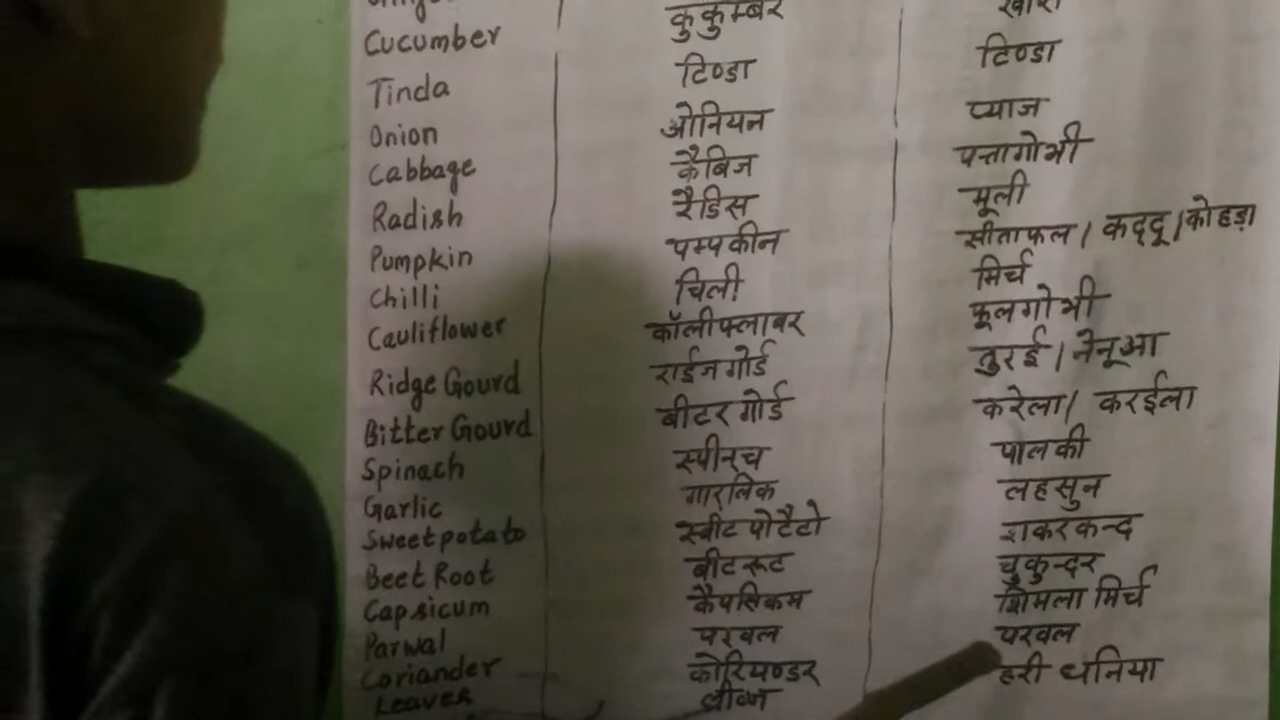 Cucumber कुकुम्बर खीरा
Tinda टिण्डा टिण्डा
Onion ओनियन प्याज
Cabbage कैबिज पत्तागोभी
Radish रैडिस मूली
Pumpkin पम्पकीन सीताफल / कद्दू / कोहड़ा
Chilli चिली मिर्च
Cauliflower कॉलीफ्लावर फूलगोभी
Ridge Gourd राईज गोर्ड तुरई / नेनूआ
Bitter Gourd बीटर गोर्ड करेला / करईला
Spinach स्पीनच पालकी
Garlic गारलिक लहसुन
Sweetpotato स्वीट पोटैटो शकरकन्द
Beet Root बीटरूट चुकुन्दर
Capsicum कैपसिकम शिमला मिर्च
Parwal परवल परवल
Coriander कोरियण्डर हरी धनिया
Leaves लीव्ज